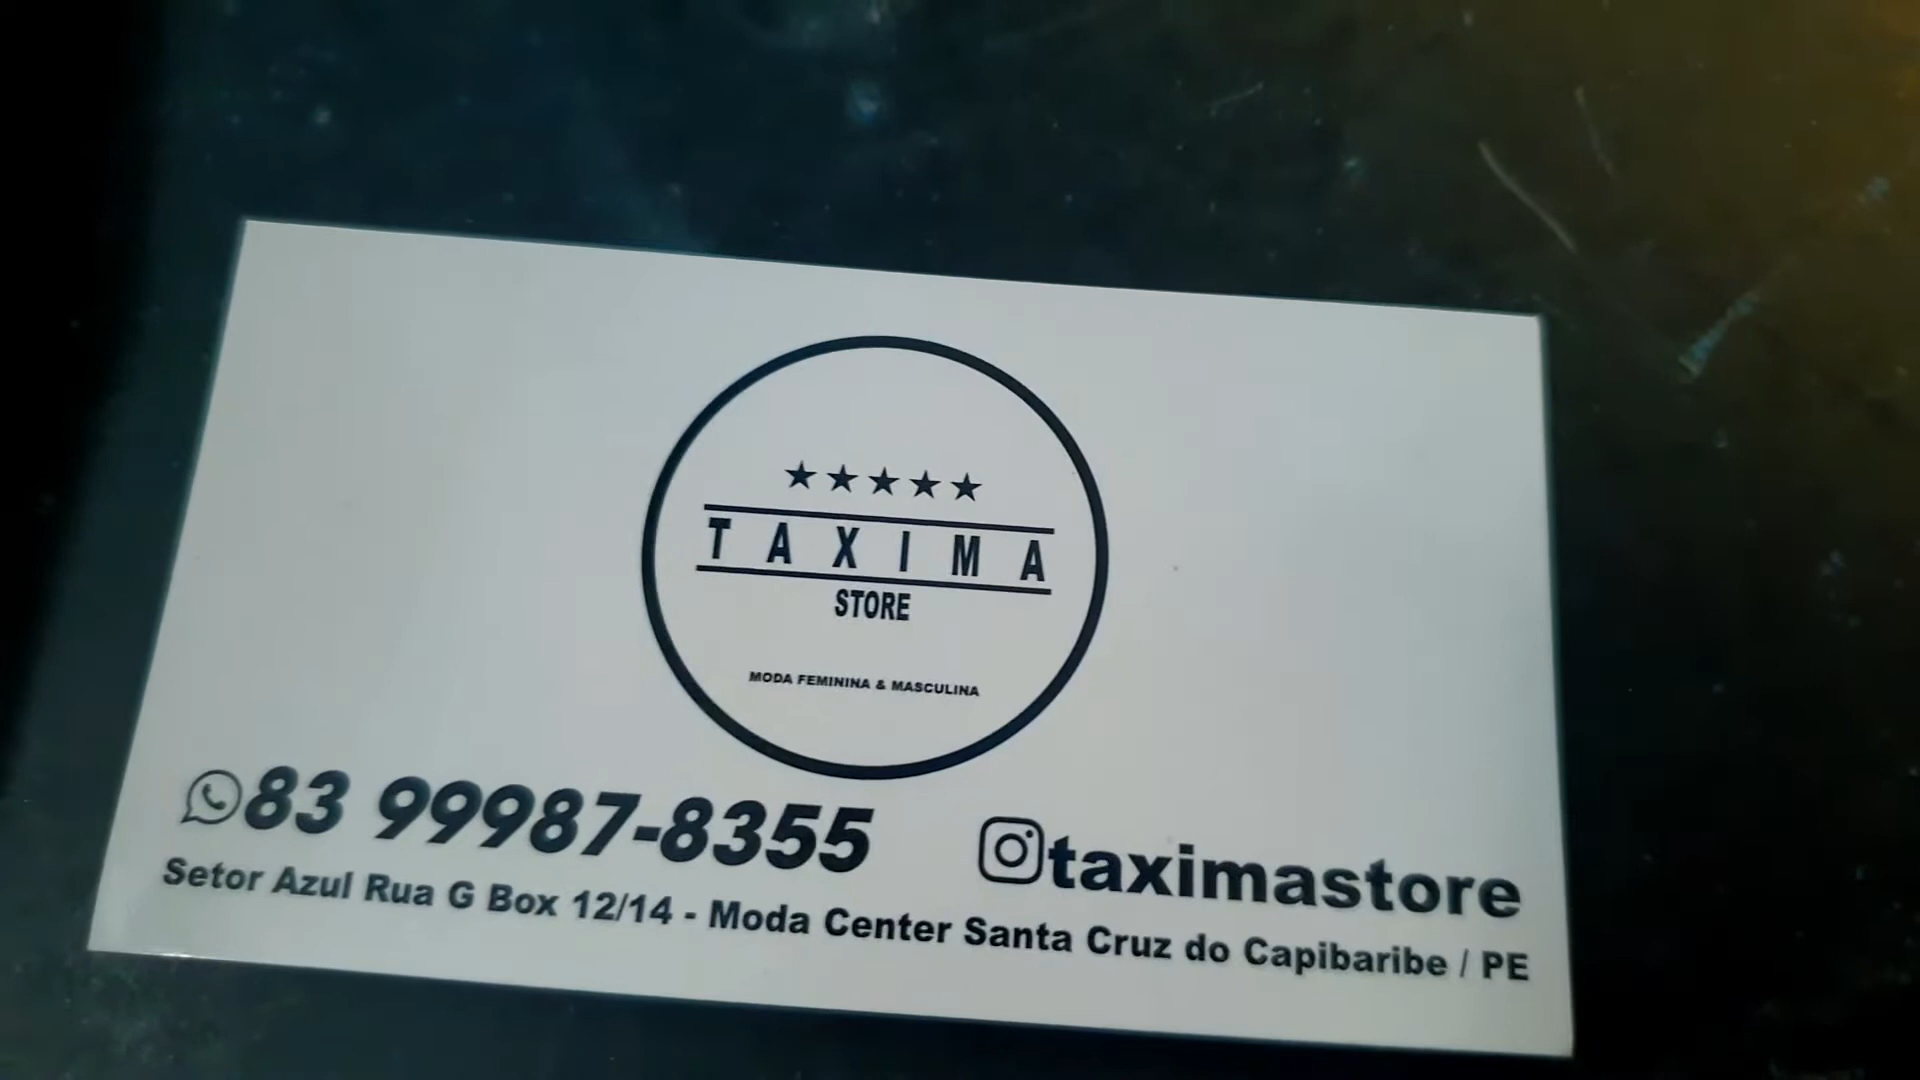 TAXIMA
STORE
MODA FEMININA & MASCULINA
83 99987-8355
taximastore
Setor Azul Rua G Box 12/14 - Moda Center Santa Cruz do Capibaribe / PE